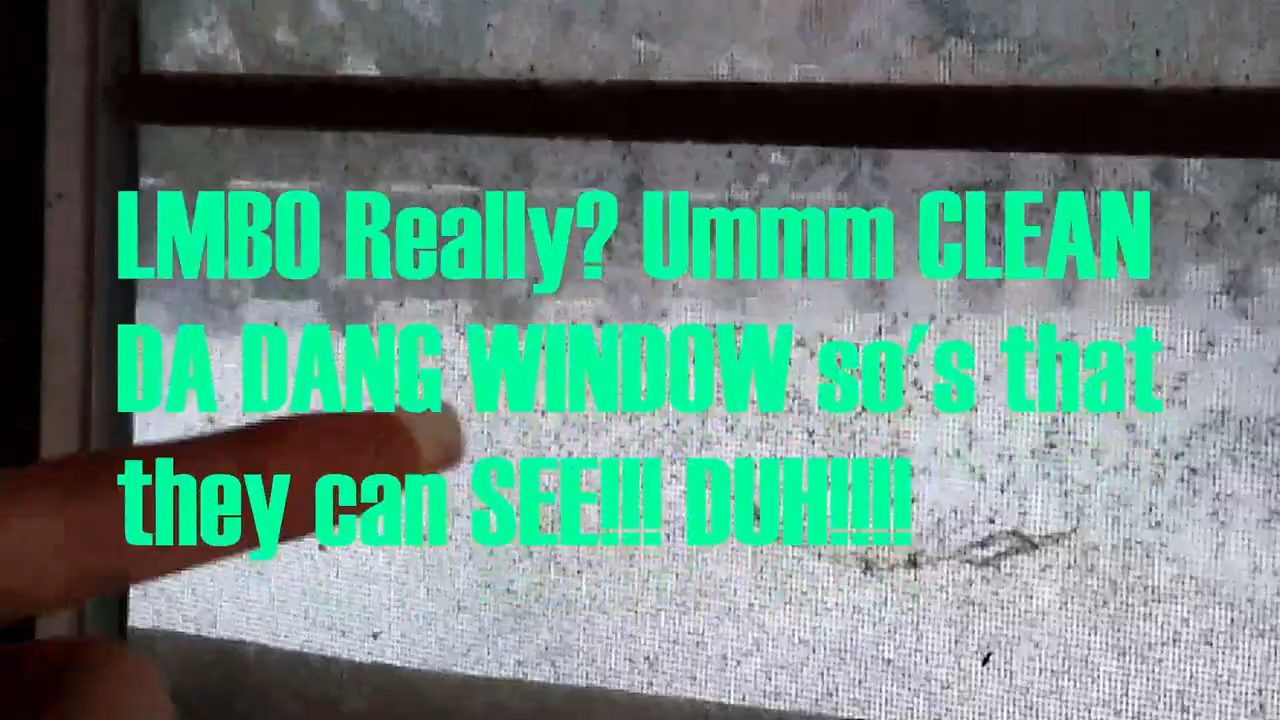 LMBO Really? Ummm CLEAN
DA DANG WINDOW so's that
they can SEE!!! DUH!!!!